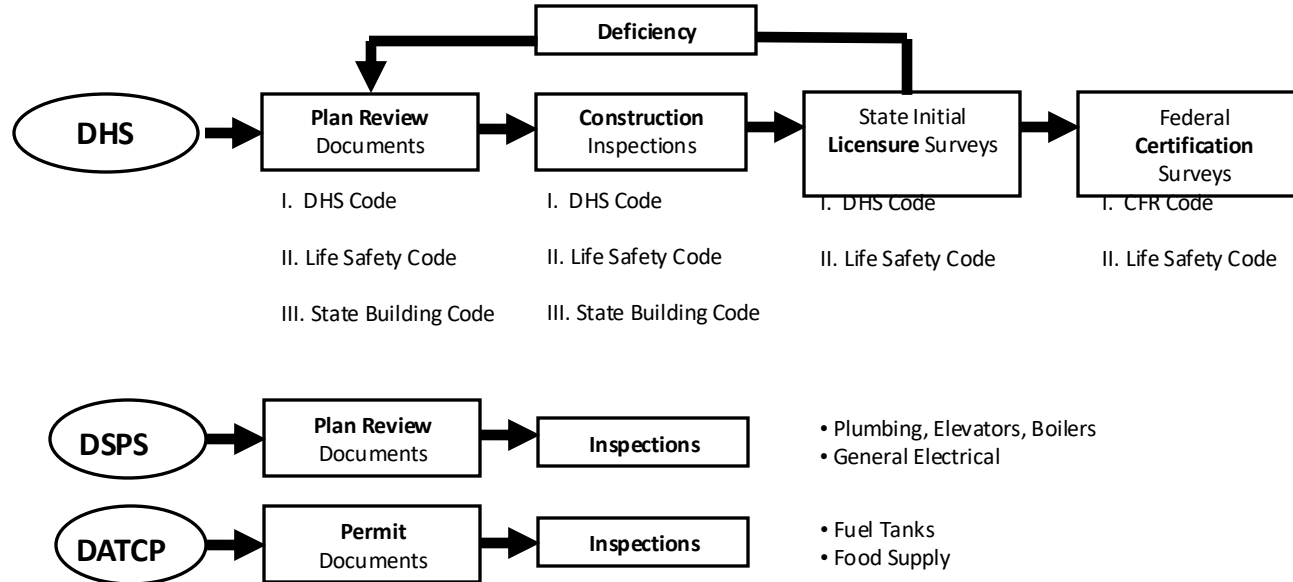 Deficiency
DHS
Plan Review
Documents
Construction
Inspections
State Initial
Licensure Surveys
Federal
Certification
Surveys
I. DHS Code
II. Life Safety Code
III. State Building Code
I. DHS Code
II. Life Safety Code
III. State Building Code
I. DHS Code
II. Life Safety Code
I. CFR Code
II. Life Safety Code
DSPS
Plan Review
Documents
Inspections
• Plumbing, Elevators, Boilers
• General Electrical
DATCP
Permit
Documents
Inspections
• Fuel Tanks
• Food Supply